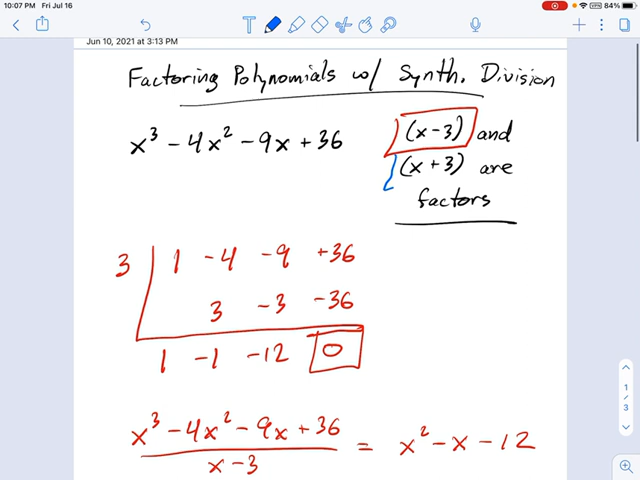 10:07 PM Fri Jul 16
84%
Jun 10, 2021 at 3:13 PM
Factoring Polynomials w/ Synth. Division
x³ - 4x² - 9x + 36
(x - 3) and
(x + 3) are
factors
3 | 1 -4 -9 +36
3 -3 -36
1 -1 -12 0
x³ - 4x² - 9x + 36
= x² - x - 12
x - 3
1
/
3